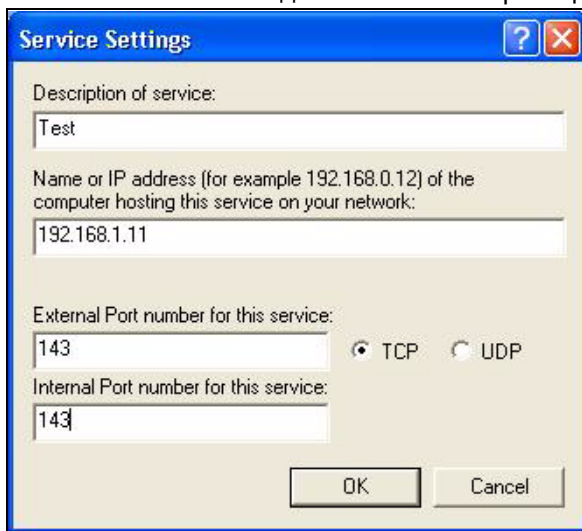 Service Settings
Description of service:
Test
Name or IP address (for example 192.168.0.12) of the
computer hosting this service on your network:
192.168.1.11
External Port number for this service:
143
TCP
UDP
Internal Port number for this service:
143
OK
Cancel